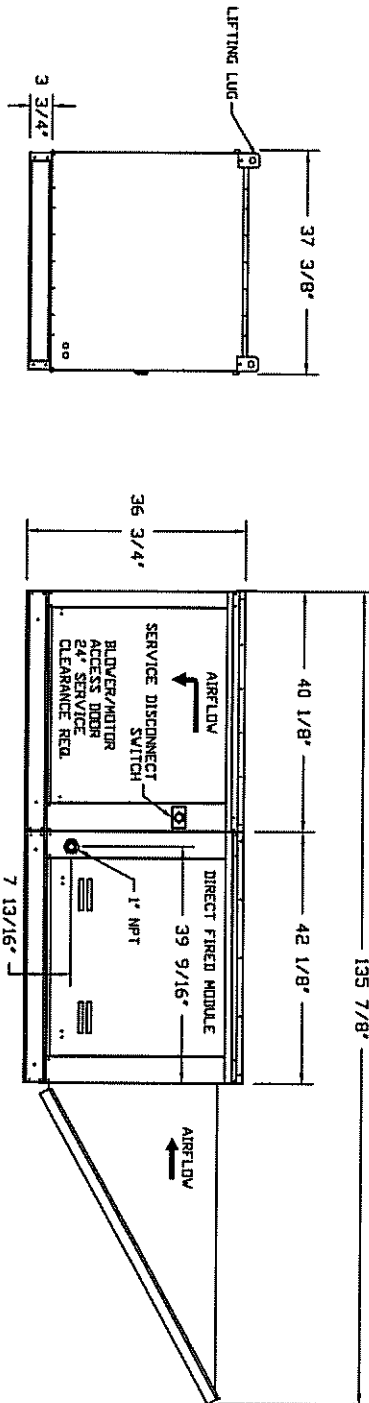 LIFTING LUG
37 3/8"
3 3/4"
135 7/8"
40 1/8"
42 1/8"
36 3/4"
AIRFLOW
SERVICE DISCONNECT
SWITCH
BLOWER/MOTOR
ACCESS DOOR
24" SERVICE
CLEARANCE REQ.
DIRECT FIRED MODULE
39 9/16"
1" NPT
7 13/16"
AIRFLOW